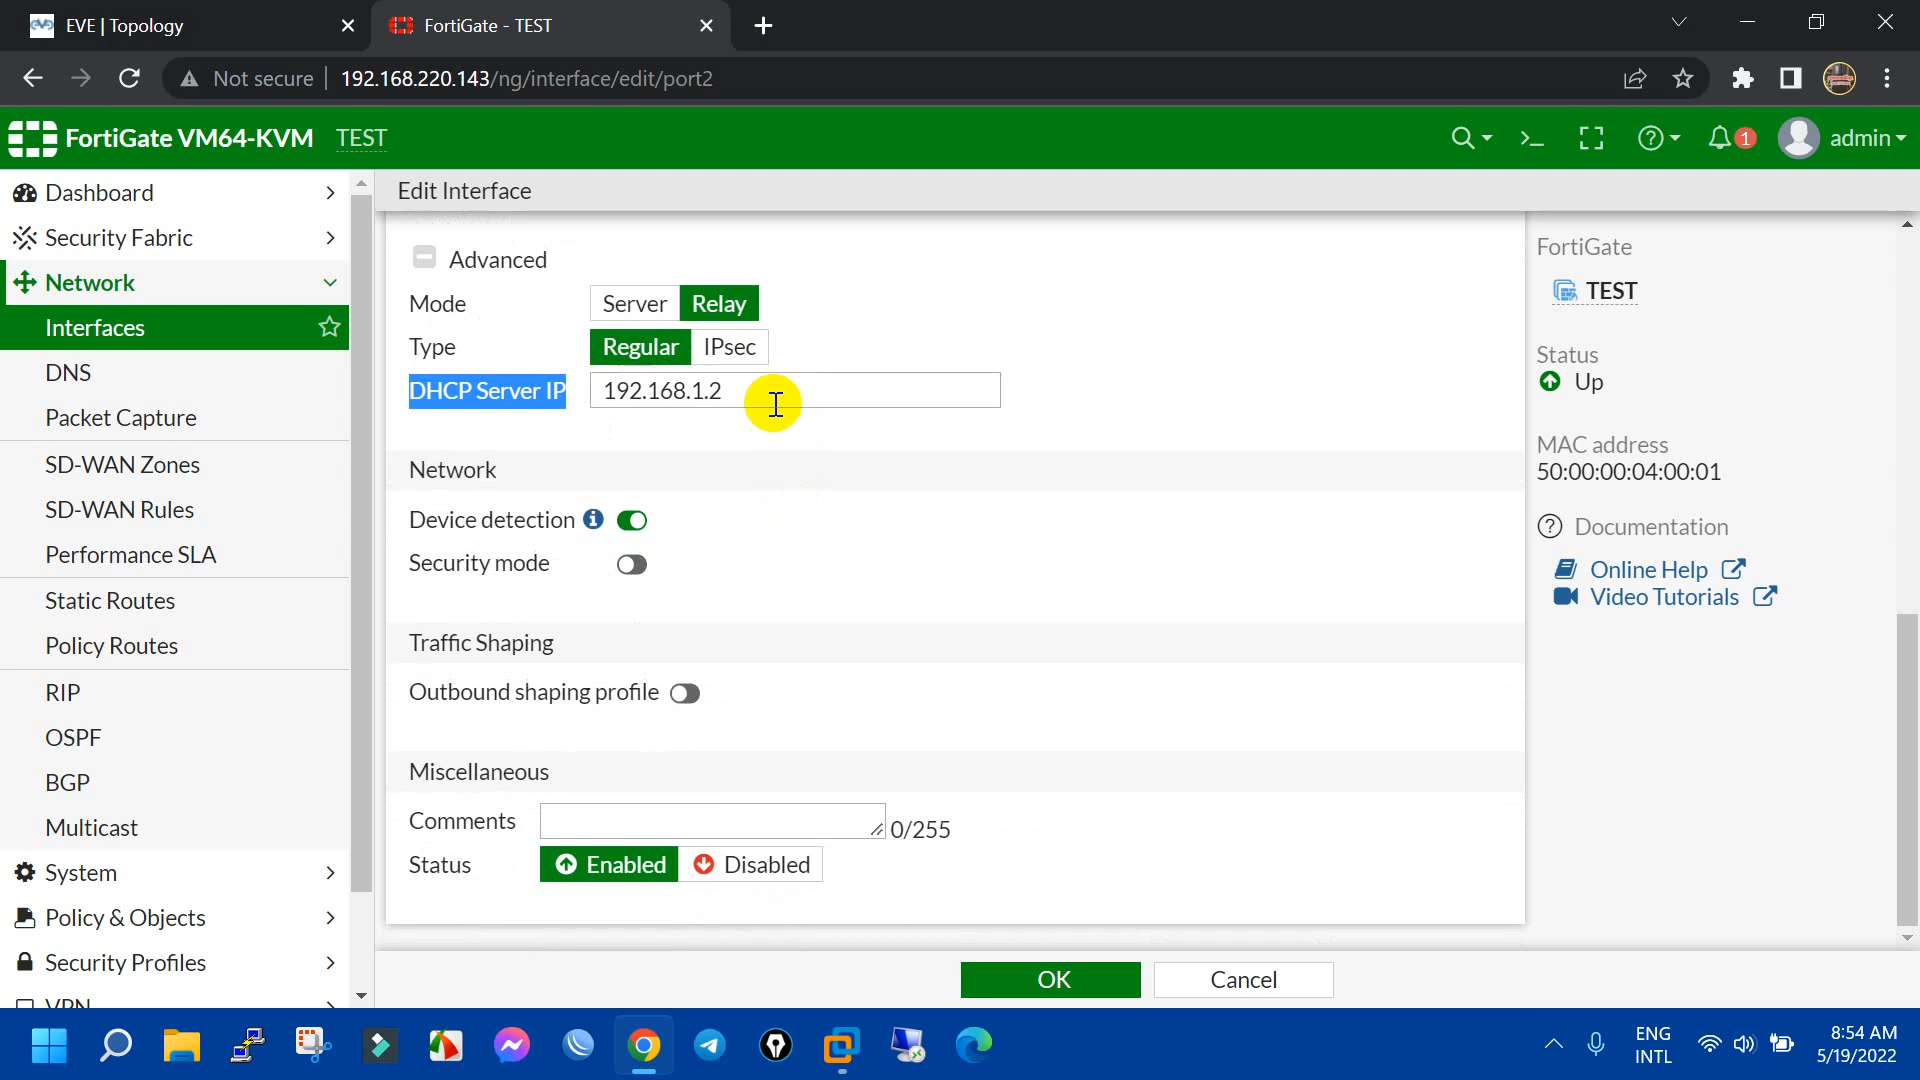 EVE | Topology
FortiGate - TEST
Not secure
192.168.220.143/ng/interface/edit/port2
FortiGate VM64-KVM TEST
1
admin
Dashboard
Security Fabric
Network
Interfaces
DNS
Packet Capture
SD-WAN Zones
SD-WAN Rules
Performance SLA
Static Routes
Policy Routes
RIP
OSPF
BGP
Multicast
System
Policy & Objects
Security Profiles
VPN
Edit Interface
Advanced
Mode Server Relay
Type Regular IPsec
DHCP Server IP 192.168.1.2
Network
Device detection
Security mode
Traffic Shaping
Outbound shaping profile
Miscellaneous
Comments 0/255
Status Enabled Disabled
OK Cancel
FortiGate
TEST
Status
Up
MAC address
50:00:00:04:00:01
Documentation
Online Help
Video Tutorials
ENG
INTL
8:54 AM
5/19/2022